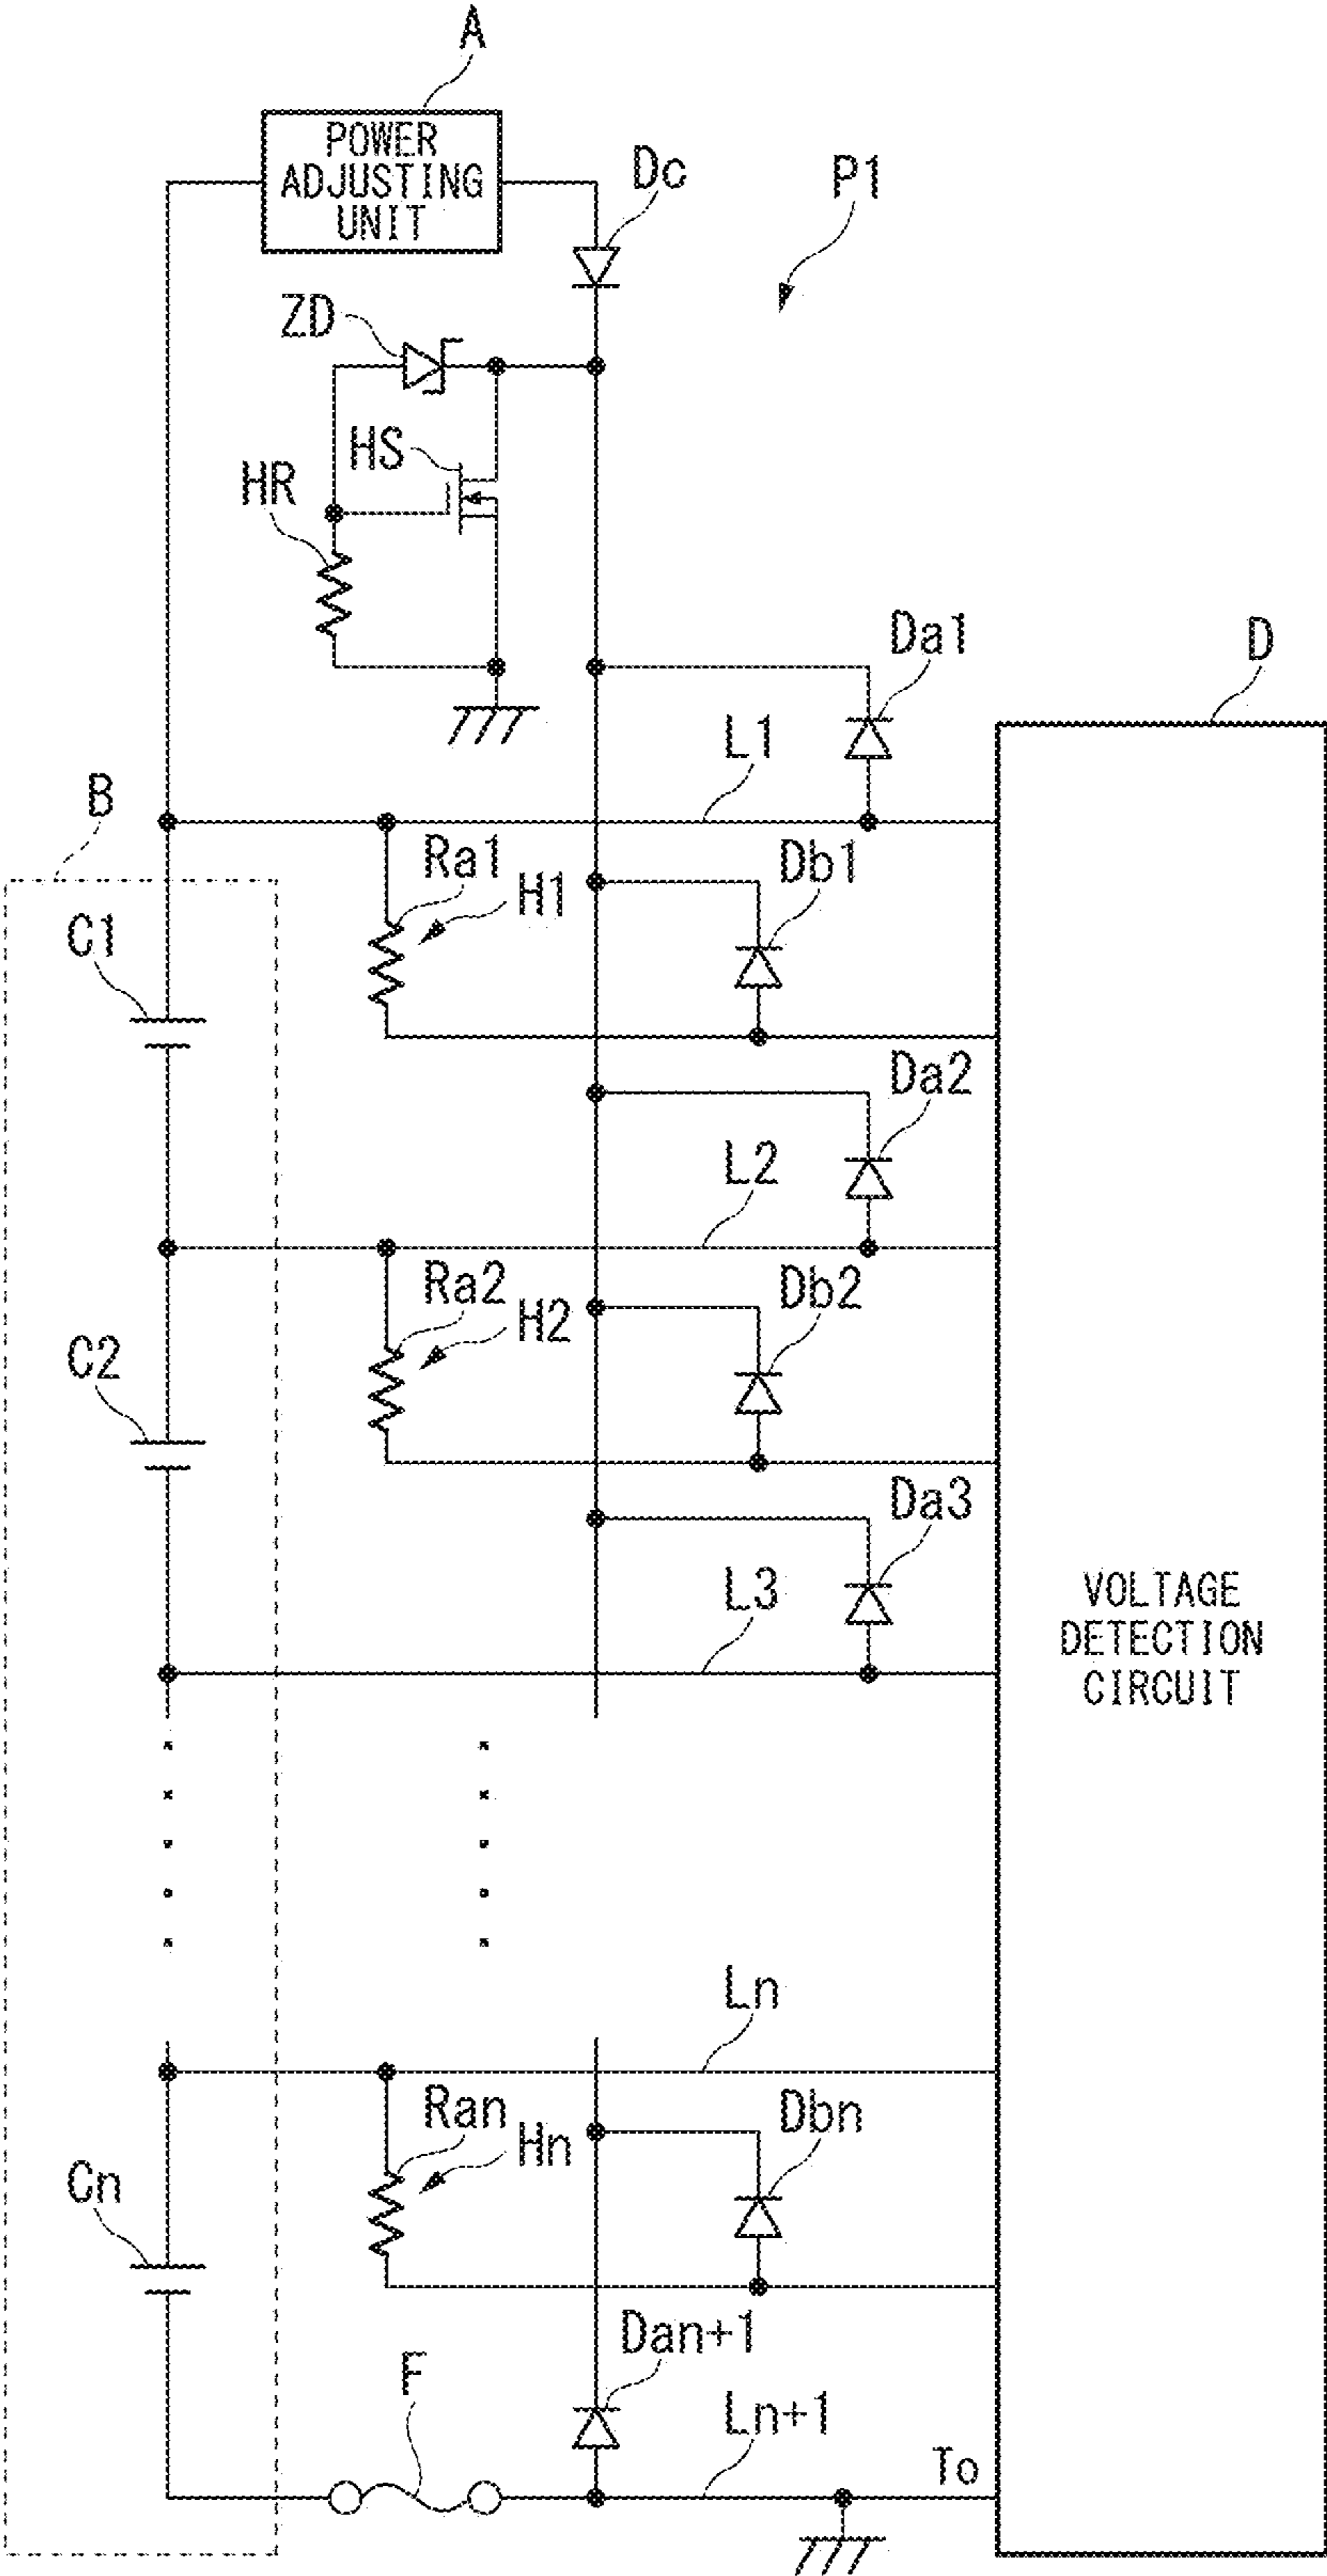 A
POWER
ADJUSTING
UNIT
Dc
P1
ZD
HS
HR
Da1
D
L1
B
Ra1
H1
Db1
C1
Da2
L2
Ra2
H2
Db2
C2
Da3
L3
VOLTAGE
DETECTION
CIRCUIT
Ln
Ran
Hn
Dbn
Cn
Dan+1
F
Ln+1
To